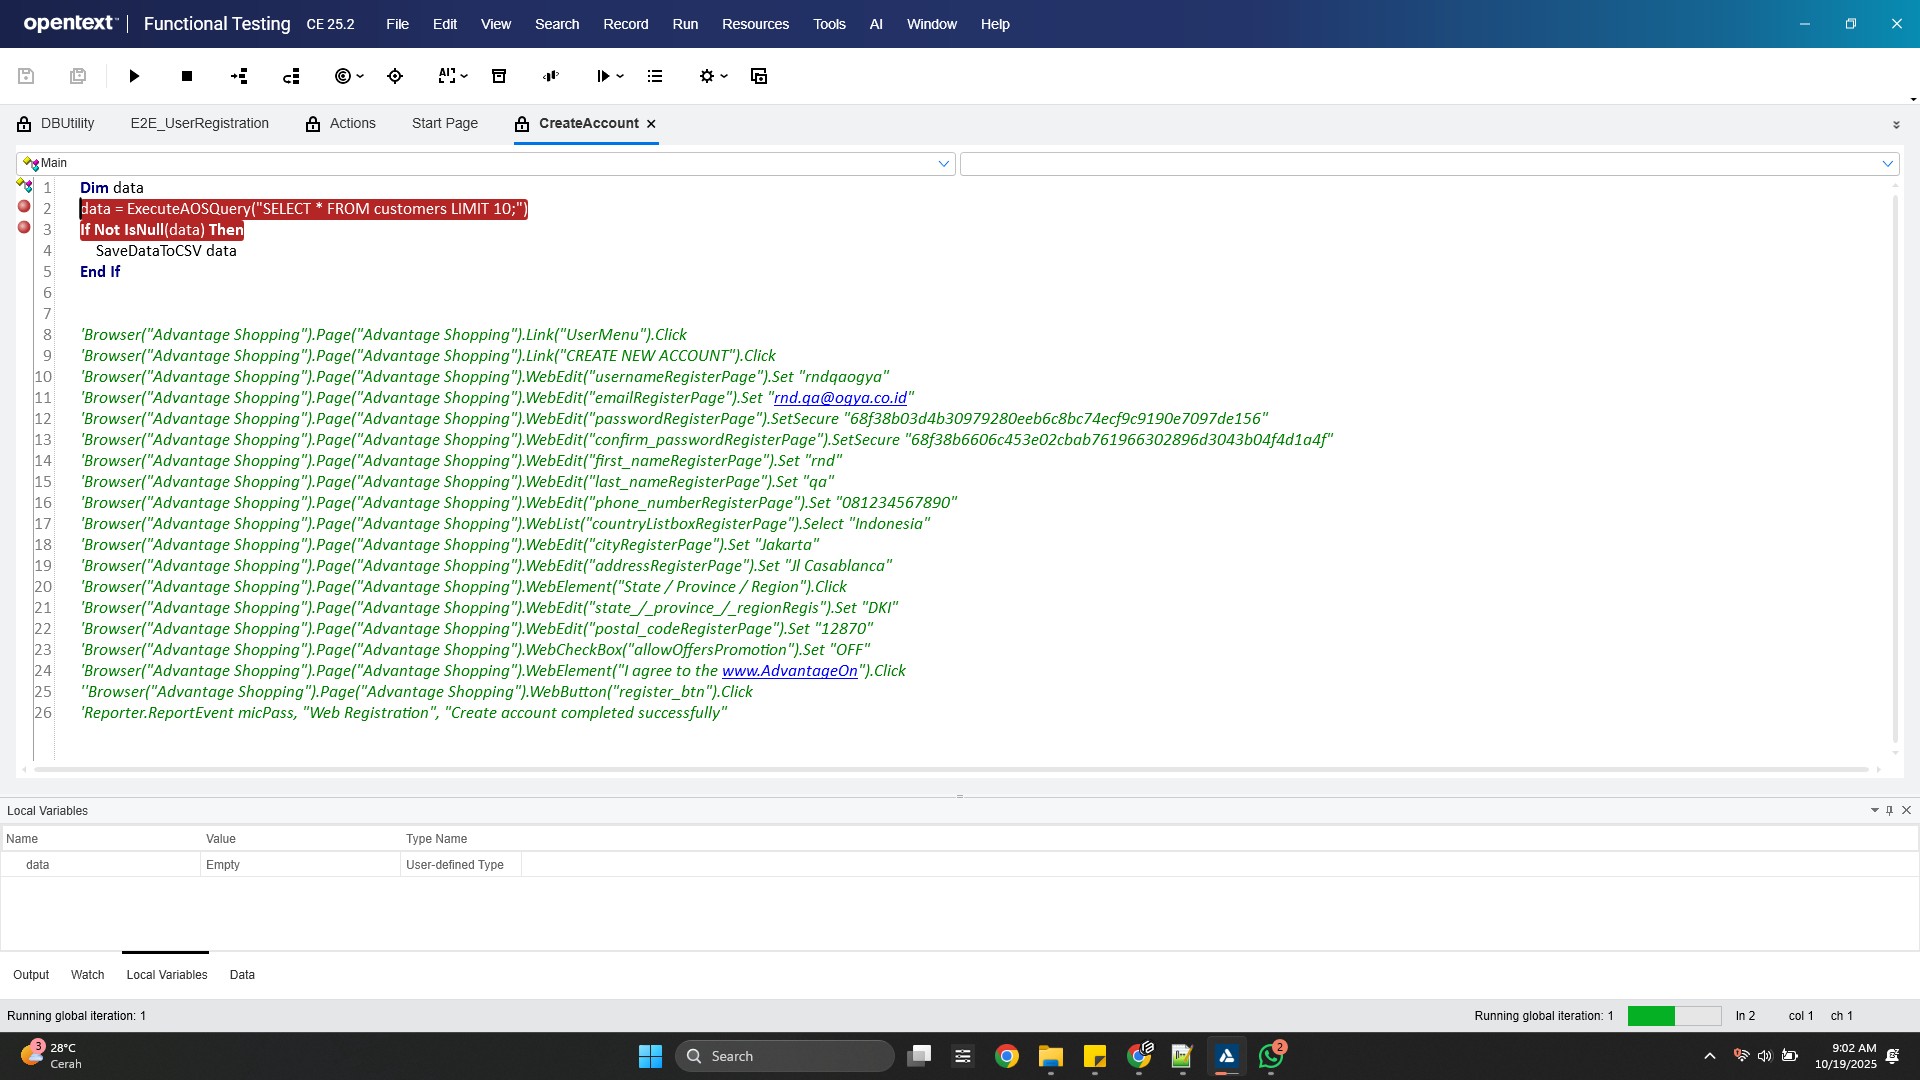 opentext™ | Functional Testing CE 25.2 File Edit View Search Record Run Resources Tools AI Window Help
AI
DBUtility E2E_UserRegistration Actions Start Page CreateAccount
Main
1 Dim data
2 data = ExecuteAOSQuery("SELECT * FROM customers LIMIT 10;")
3 If Not IsNull(data) Then
4 SaveDataToCSV data
5 End If
6
7
8 'Browser("Advantage Shopping").Page("Advantage Shopping").Link("UserMenu").Click
9 'Browser("Advantage Shopping").Page("Advantage Shopping").Link("CREATE NEW ACCOUNT").Click
10 'Browser("Advantage Shopping").Page("Advantage Shopping").WebEdit("usernameRegisterPage").Set "rndqaogya"
11 'Browser("Advantage Shopping").Page("Advantage Shopping").WebEdit("emailRegisterPage").Set "rnd.qa@ogya.co.id"
12 'Browser("Advantage Shopping").Page("Advantage Shopping").WebEdit("passwordRegisterPage").SetSecure "68f38b03d4b30979280eeb6c8bc74ecf9c9190e7097de156"
13 'Browser("Advantage Shopping").Page("Advantage Shopping").WebEdit("confirm_passwordRegisterPage").SetSecure "68f38b6606c453e02cbab761966302896d3043b04f4d1a4f"
14 'Browser("Advantage Shopping").Page("Advantage Shopping").WebEdit("first_nameRegisterPage").Set "rnd"
15 'Browser("Advantage Shopping").Page("Advantage Shopping").WebEdit("last_nameRegisterPage").Set "qa"
16 'Browser("Advantage Shopping").Page("Advantage Shopping").WebEdit("phone_numberRegisterPage").Set "081234567890"
17 'Browser("Advantage Shopping").Page("Advantage Shopping").WebList("countryListboxRegisterPage").Select "Indonesia"
18 'Browser("Advantage Shopping").Page("Advantage Shopping").WebEdit("cityRegisterPage").Set "Jakarta"
19 'Browser("Advantage Shopping").Page("Advantage Shopping").WebEdit("addressRegisterPage").Set "Jl Casablanca"
20 'Browser("Advantage Shopping").Page("Advantage Shopping").WebElement("State / Province / Region").Click
21 'Browser("Advantage Shopping").Page("Advantage Shopping").WebEdit("state_/_province_/_regionRegis").Set "DKI"
22 'Browser("Advantage Shopping").Page("Advantage Shopping").WebEdit("postal_codeRegisterPage").Set "12870"
23 'Browser("Advantage Shopping").Page("Advantage Shopping").WebCheckBox("allowOffersPromotion").Set "OFF"
24 'Browser("Advantage Shopping").Page("Advantage Shopping").WebElement("I agree to the www.AdvantageOn").Click
25 ''Browser("Advantage Shopping").Page("Advantage Shopping").WebButton("register_btn").Click
26 'Reporter.ReportEvent micPass, "Web Registration", "Create account completed successfully"
Local Variables
Name Value Type Name
data Empty User-defined Type
Output Watch Local Variables Data
Running global iteration: 1 Running global iteration: 1 ln 2 col 1 ch 1
3 28°C
Cerah
Search
2
9:02 AM
10/19/2025